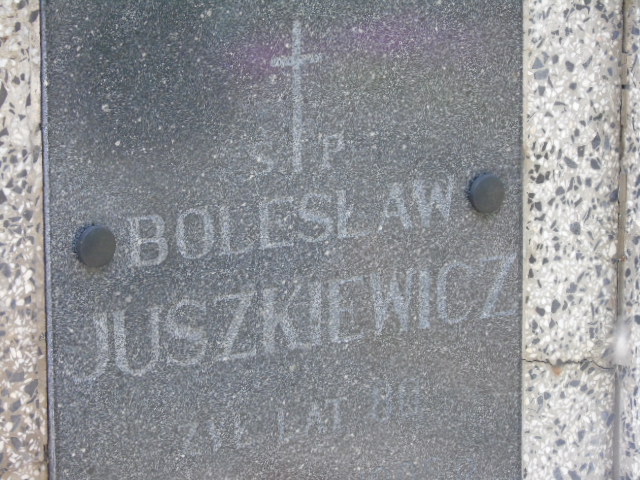 Ś P
BOLESŁAW
JUSZKIEWICZ
ŻYŁ LAT